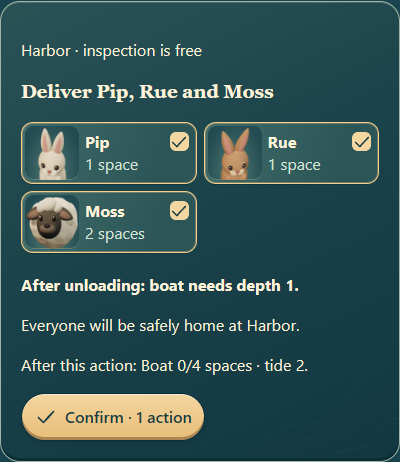 Harbor · inspection is free
Deliver Pip, Rue and Moss
Pip
1 space
Rue
1 space
Moss
2 spaces
After unloading: boat needs depth 1.
Everyone will be safely home at Harbor.
After this action: Boat 0/4 spaces · tide 2.
Confirm · 1 action